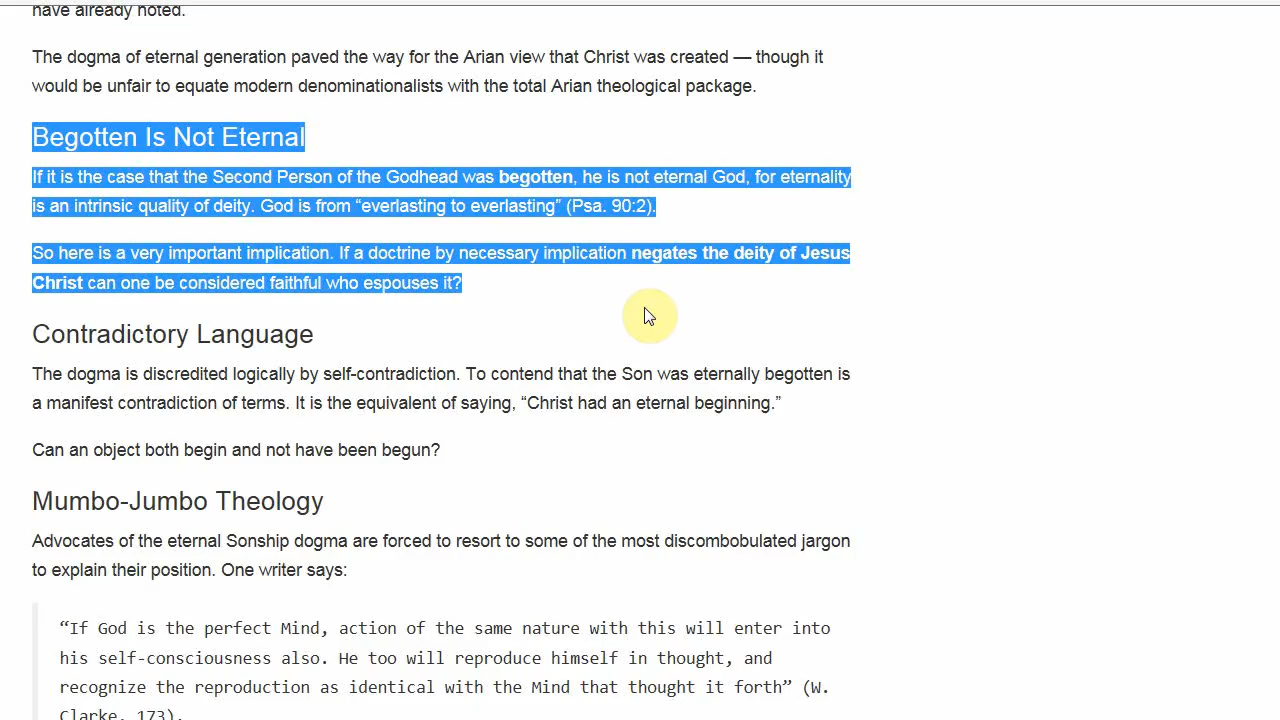 have already noted.
The dogma of eternal generation paved the way for the Arian view that Christ was created — though it
would be unfair to equate modern denominationalists with the total Arian theological package.
Begotten Is Not Eternal
If it is the case that the Second Person of the Godhead was begotten, he is not eternal God, for eternality
is an intrinsic quality of deity. God is from “everlasting to everlasting” (Psa. 90:2).
So here is a very important implication. If a doctrine by necessary implication negates the deity of Jesus
Christ can one be considered faithful who espouses it?
Contradictory Language
The dogma is discredited logically by self-contradiction. To contend that the Son was eternally begotten is
a manifest contradiction of terms. It is the equivalent of saying, “Christ had an eternal beginning.”
Can an object both begin and not have been begun?
Mumbo-Jumbo Theology
Advocates of the eternal Sonship dogma are forced to resort to some of the most discombobulated jargon
to explain their position. One writer says:
“If God is the perfect Mind, action of the same nature with this will enter into
his self-consciousness also. He too will reproduce himself in thought, and
recognize the reproduction as identical with the Mind that thought it forth” (W.
Clarke, 173).